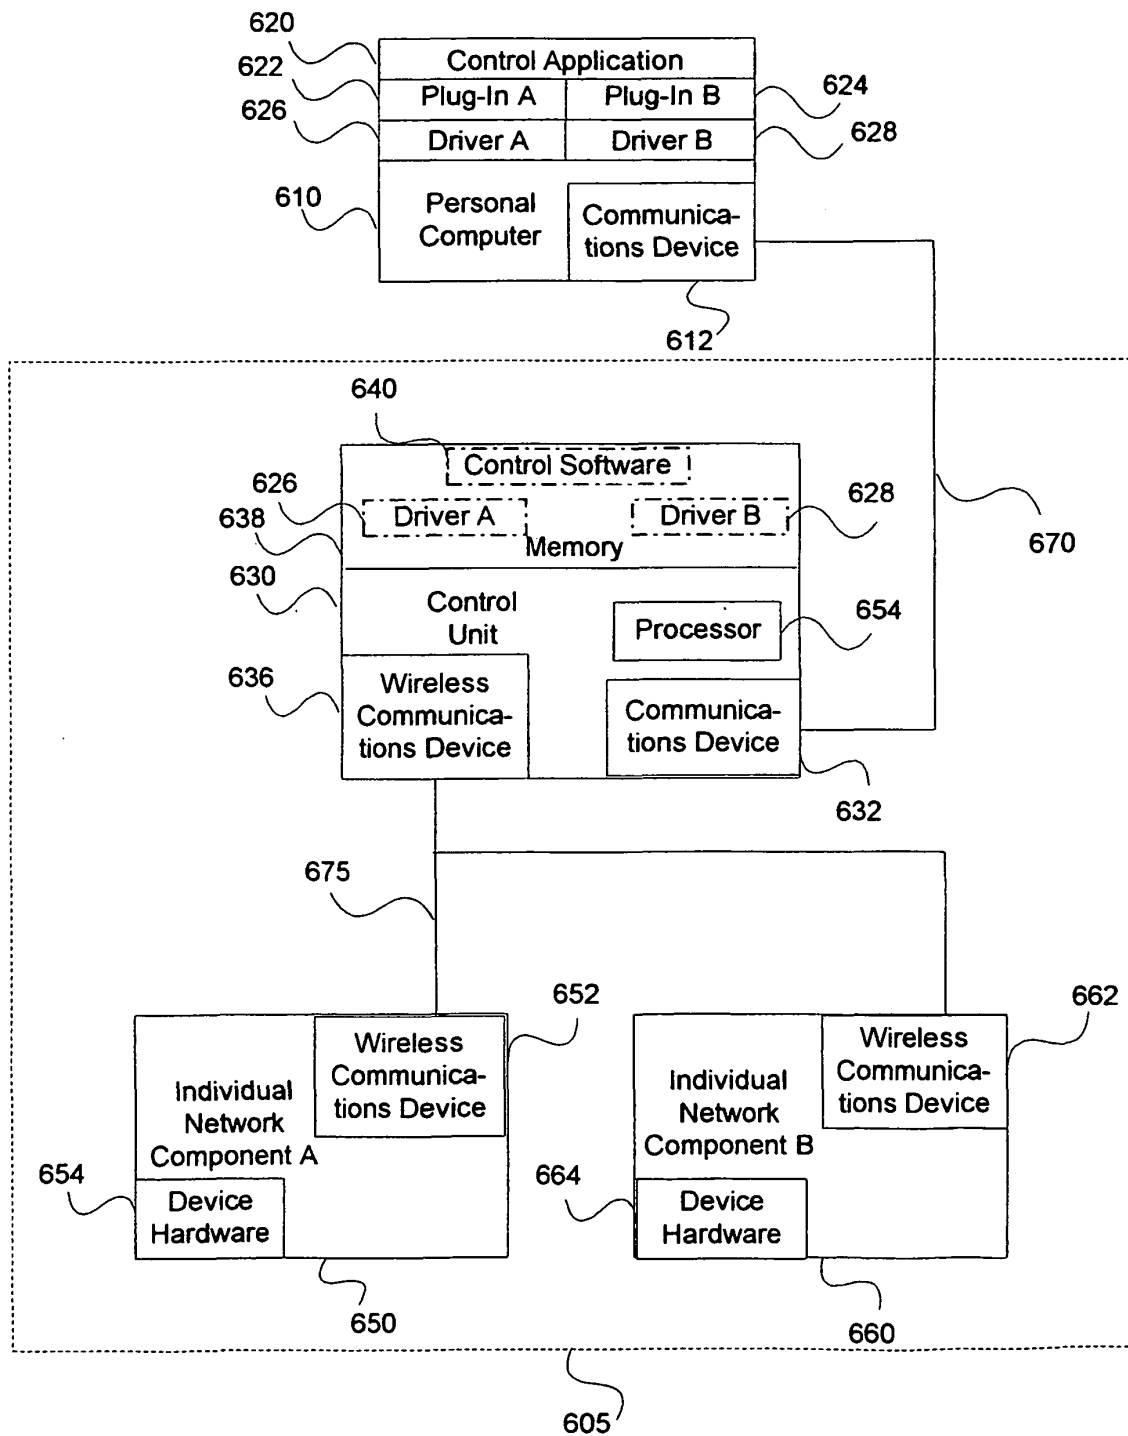 620
Control Application
622
Plug-In A
Plug-In B
624
626
Driver A
Driver B
628
610
Personal
Computer
Communica-
tions Device
612
640
Control Software
626
Driver A
Driver B
628
638
Memory
670
630
Control
Unit
Processor
654
636
Wireless
Communica-
tions Device
Communica-
tions Device
632
675
652
Wireless
Communica-
tions Device
Individual
Network
Component A
654
Device
Hardware
650
662
Wireless
Communica-
tions Device
Individual
Network
Component B
664
Device
Hardware
660
605